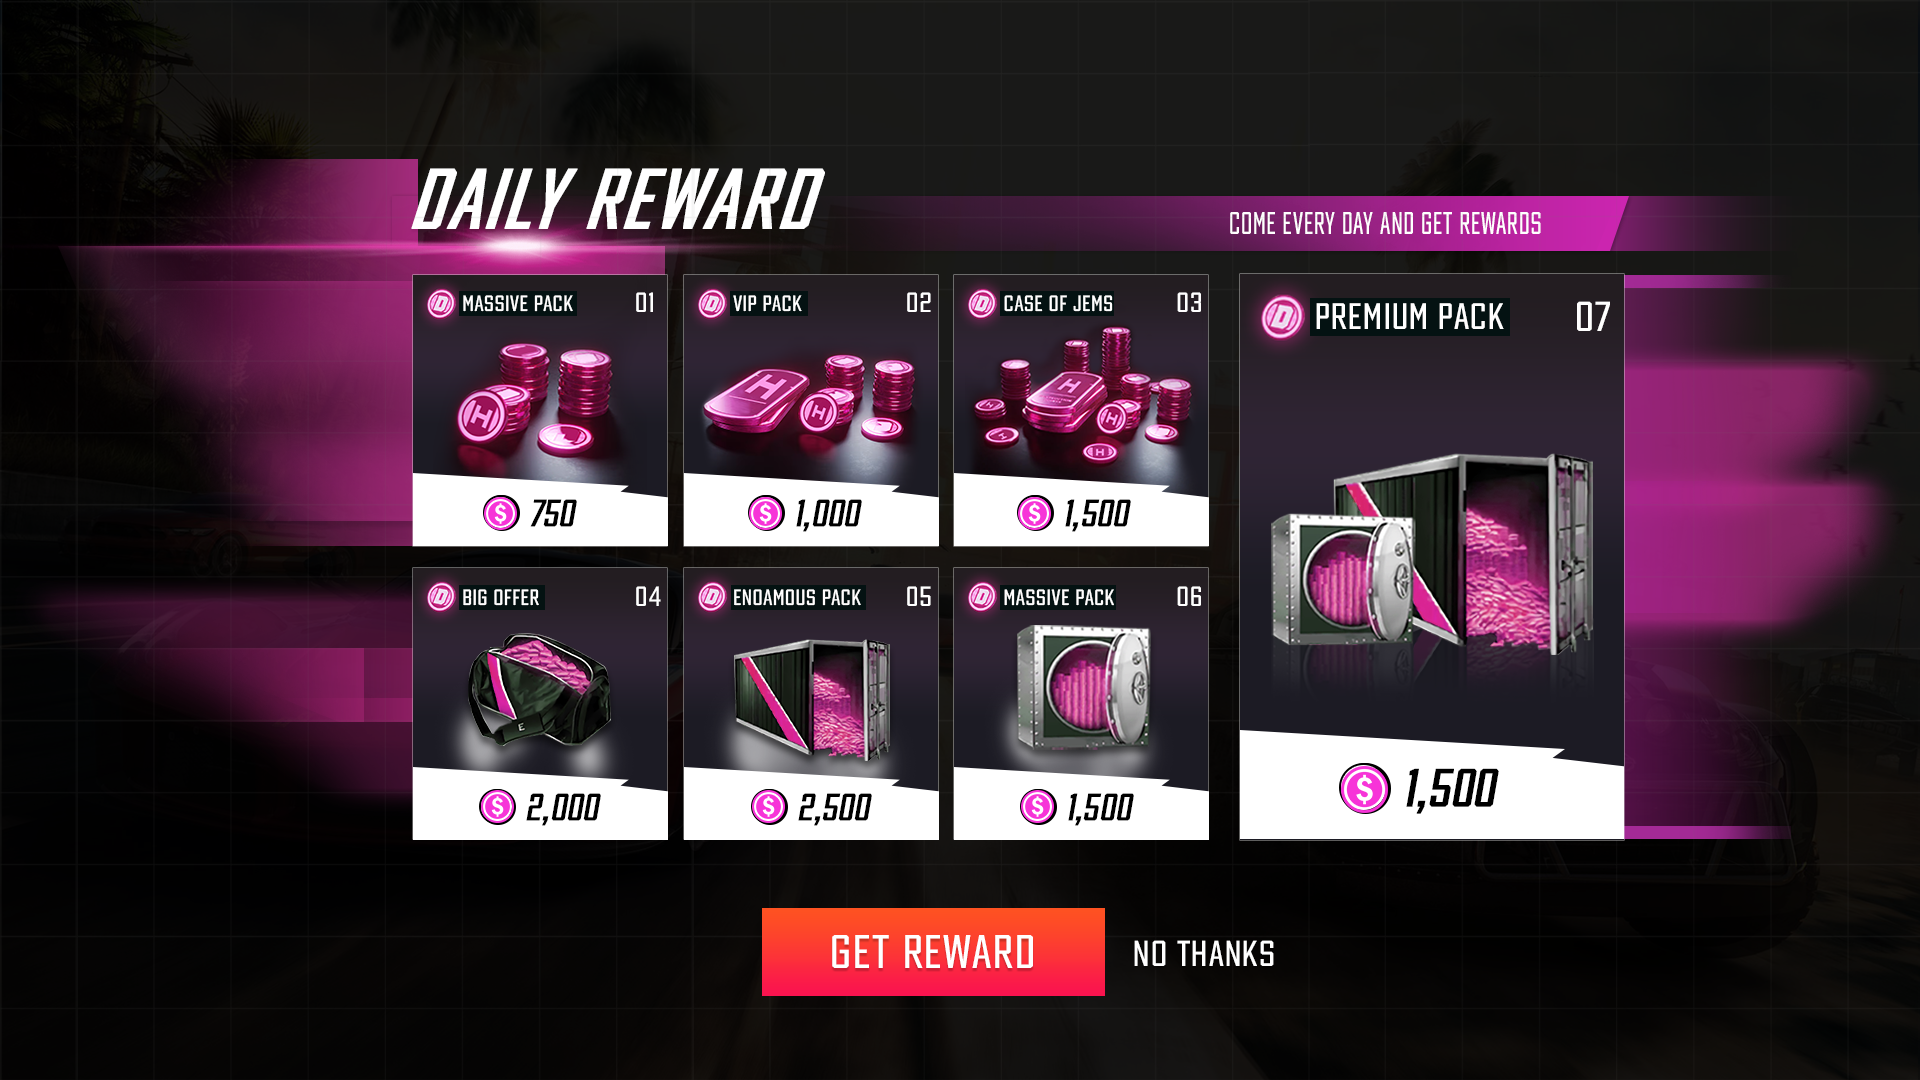 DAILY REWARD
COME EVERY DAY AND GET REWARDS
D MASSIVE PACK 01
H
$ 750
D VIP PACK 02
H H
$ 1,000
D CASE OF JEMS 03
H H H H H
$ 1,500
D BIG OFFER 04
E
$ 2,000
D ENDAMOUS PACK 05
$ 2,500
D MASSIVE PACK 06
$ 1,500
D PREMIUM PACK 07
$ 1,500
GET REWARD
NO THANKS